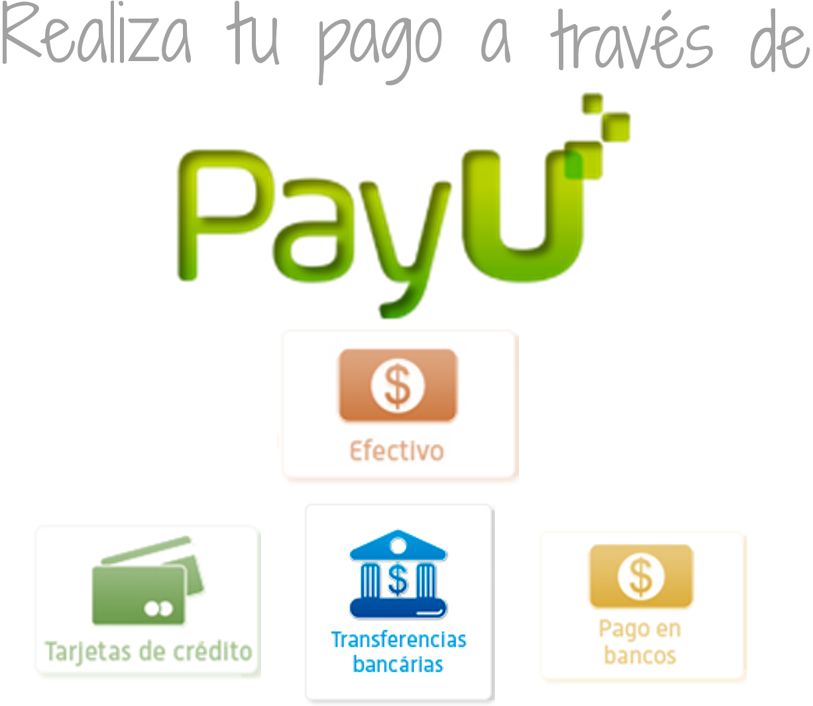 Realiza tu pago a través de
PayU
$
Efectivo
$
$
Tarjetas de crédito
Transferencias
bancárias
Pago en
bancos